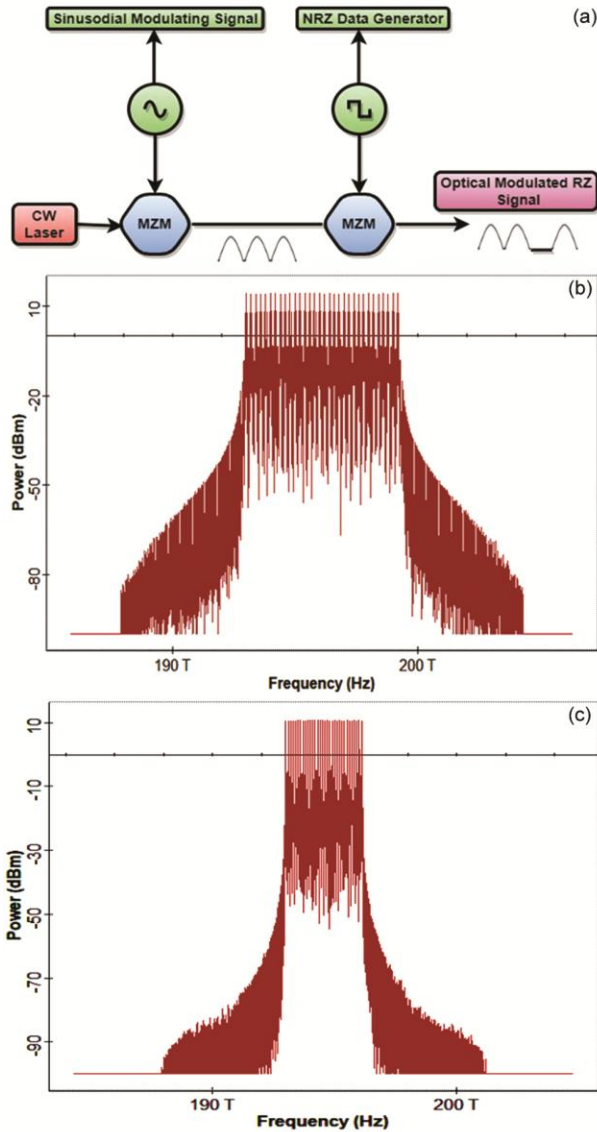 (a)
Sinusodial Modulating Signal
NRZ Data Generator
CW
Laser
MZM
MZM
Optical Modulated RZ
Signal
(b)
Power (dBm)
10
-20
-50
-80
190 T
200 T
Frequency (Hz)
(c)
Power (dBm)
10
-10
-30
-50
-70
-90
190 T
200 T
Frequency (Hz)